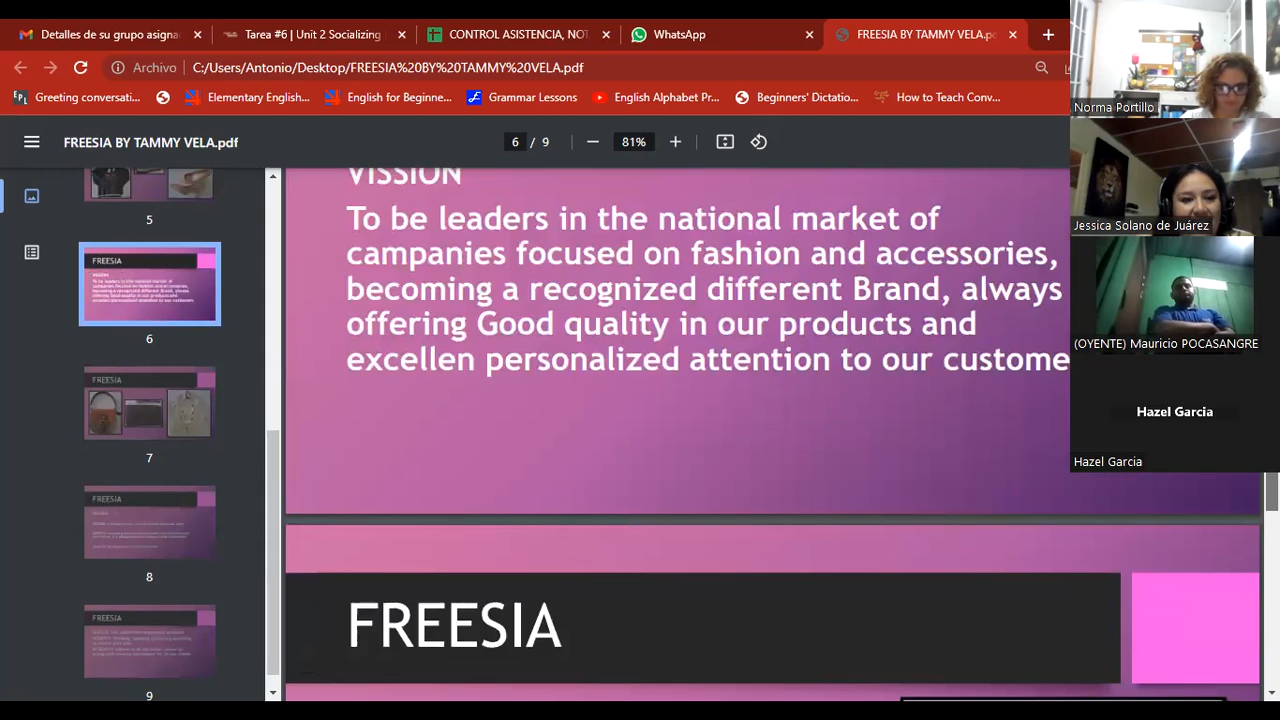 Detalles de su grupo asigna
Tarea #6 | Unit 2 Socializing
CONTROL ASISTENCIA, NOT
WhatsApp
FREESIA BY TAMMY VELA.pd
Archivo
C:/Users/Antonio/Desktop/FREESIA%20BY%20TAMMY%20VELA.pdf
Greeting conversati...
Elementary English...
English for Beginne...
Grammar Lessons
English Alphabet Pr...
Beginners' Dictatio...
How to Teach Conv...
FREESIA BY TAMMY VELA.pdf
6 / 9
81%
5
FREESIA
6
FREESIA
7
FREESIA
8
FREESIA
9
VISSION
To be leaders in the national market of
campanies focused on fashion and accessories,
becoming a recognized different Brand, always
offering Good quality in our products and
excellen personalized attention to our custome
FREESIA
Norma Portillo
Jessica Solano de Juárez
(OYENTE) Mauricio POCASANGRE
Hazel Garcia
Hazel Garcia